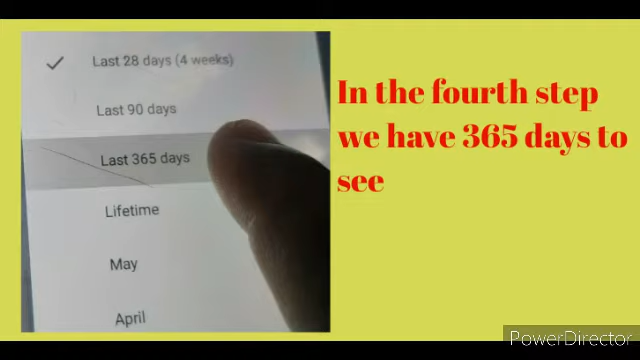 Last 28 days (4 weeks)
Last 90 days
Last 365 days
Lifetime
May
April
In the fourth step
we have 365 days to
see
PowerDirector